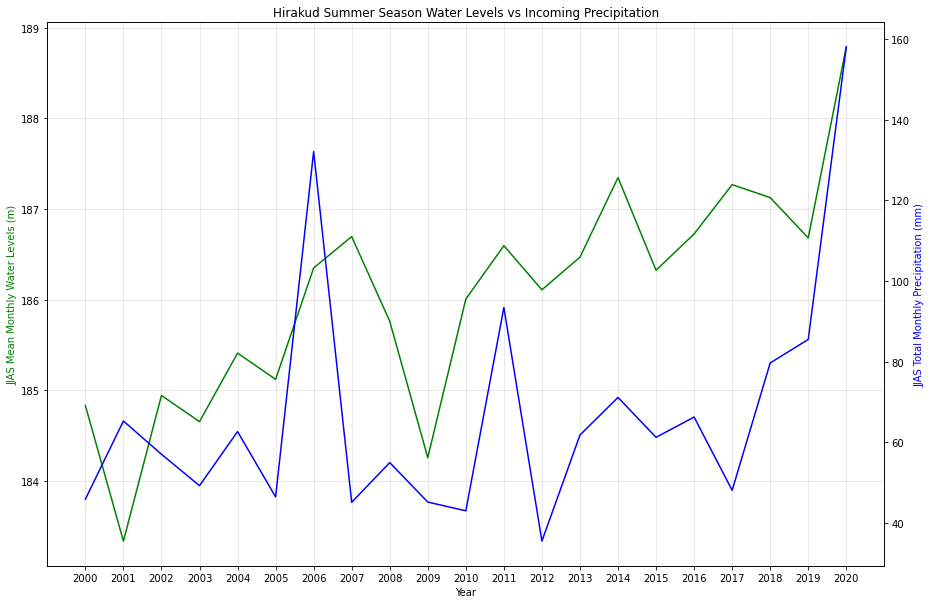 Hirakud Summer Season Water Levels vs Incoming Precipitation
JJAS Mean Monthly Water Levels (m)
189
188
187
186
185
184
160
140
120
100
80
60
40
JJAS Total Monthly Precipitation (mm)
2000 2001 2002 2003 2004 2005 2006 2007 2008 2009 2010 2011 2012 2013 2014 2015 2016 2017 2018 2019 2020
Year